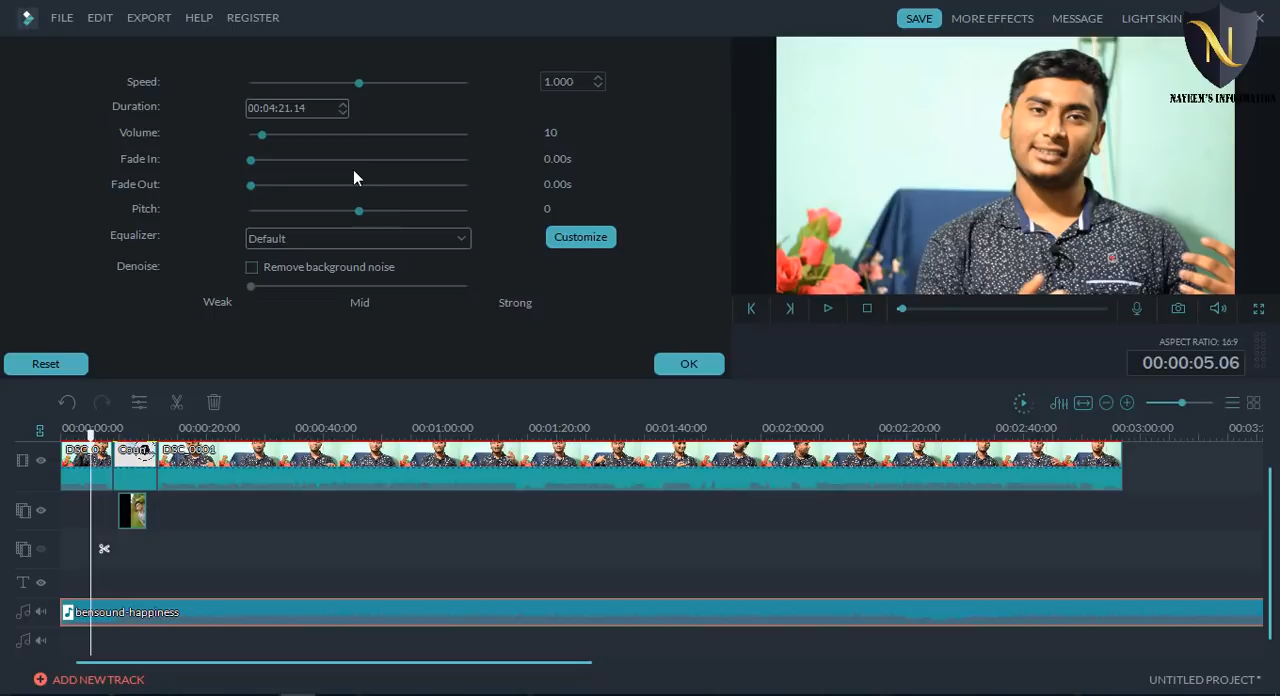 FILE EDIT EXPORT HELP REGISTER
SAVE MORE EFFECTS MESSAGE LIGHT SKIN
N
NAYEEM'S INFORMATION
Speed: 1.000
Duration: 00:04:21.14
Volume: 10
Fade In: 0.00s
Fade Out: 0.00s
Pitch: 0
Equalizer: Default Customize
Denoise: Remove background noise
Weak Mid Strong
Reset OK
ASPECT RATIO: 16:9
00:00:05.06
00:00:00:00 00:00:20:00 00:00:40:00 00:01:00:00 00:01:20:00 00:01:40:00 00:02:00:00 00:02:20:00 00:02:40:00 00:03:00:00 00:03:
DSC_0 Cou DSC_0001
T
bensound-happiness
ADD NEW TRACK UNTITLED PROJECT *